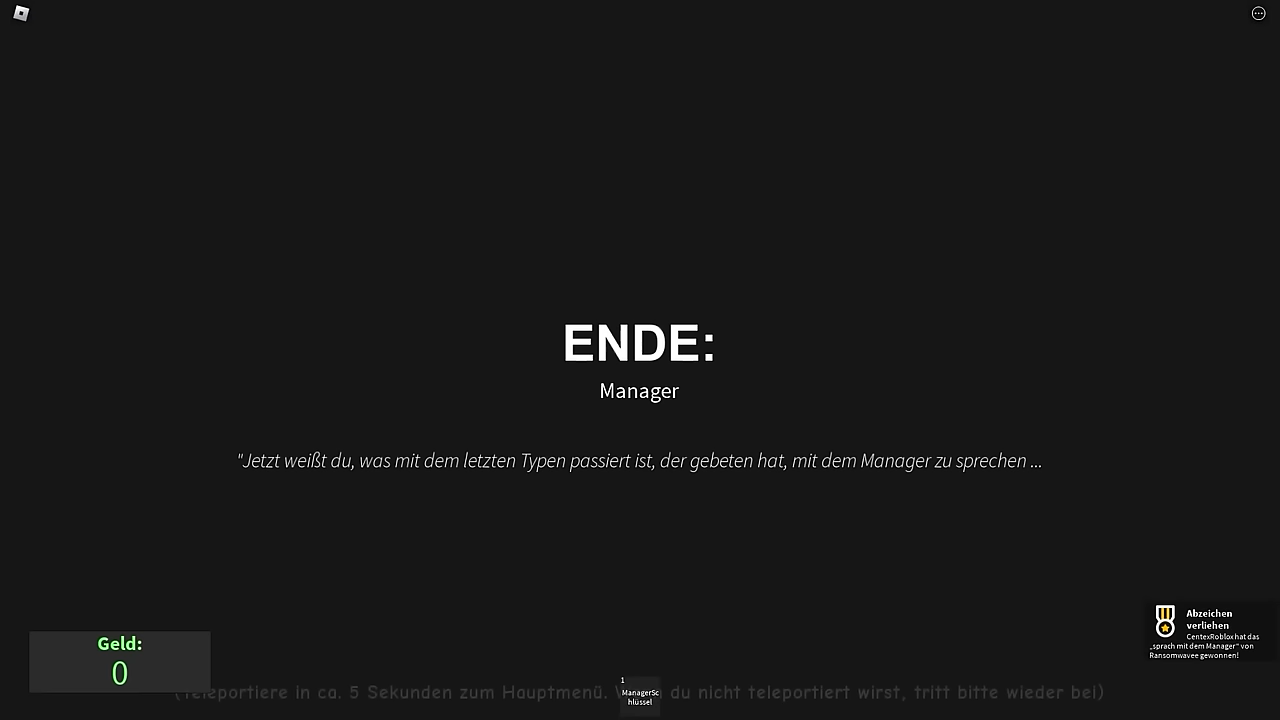 ENDE:
Manager
"Jetzt weißt du, was mit dem letzten Typen passiert ist, der gebeten hat, mit dem Manager zu sprechen ...
Abzeichen
verliehen
CentexRoblox hat das
„sprach mit dem Manager“ von
Ransomwavee gewonnen!
Geld:
0
1
ManagerSc
hlüssel
(Teleportiere in ca. 5 Sekunden zum Hauptmenü. du nicht teleportiert wirst, tritt bitte wieder bei)